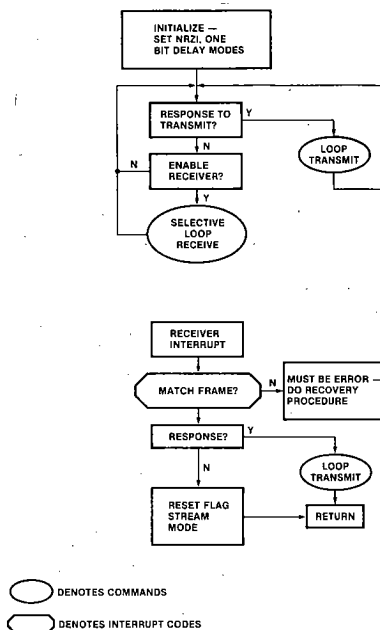 INITIALIZE —
SET NRZI, ONE
BIT DELAY MODES
RESPONSE TO
TRANSMIT?
Y
N
LOOP
TRANSMIT
N
ENABLE
RECEIVER?
Y
SELECTIVE
LOOP
RECEIVE
RECEIVER
INTERRUPT
MATCH FRAME?
N
MUST BE ERROR —
DO RECOVERY
PROCEDURE
RESPONSE?
Y
N
LOOP
TRANSMIT
RESET FLAG
STREAM
MODE
RETURN
DENOTES COMMANDS
DENOTES INTERRUPT CODES